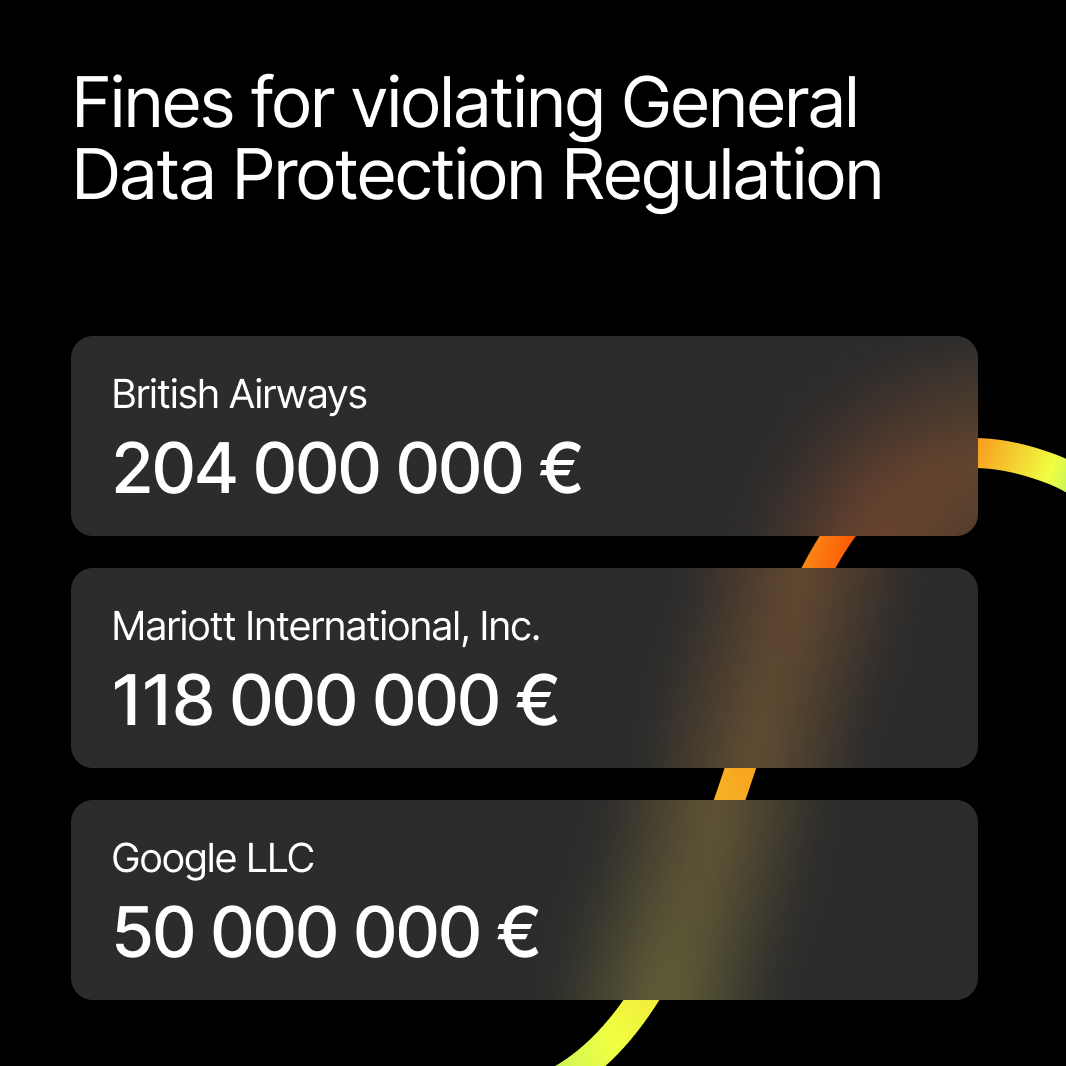 Fines for violating General
Data Protection Regulation
British Airways
204 000 000 €
Mariott International, Inc.
118 000 000 €
Google LLC
50 000 000 €